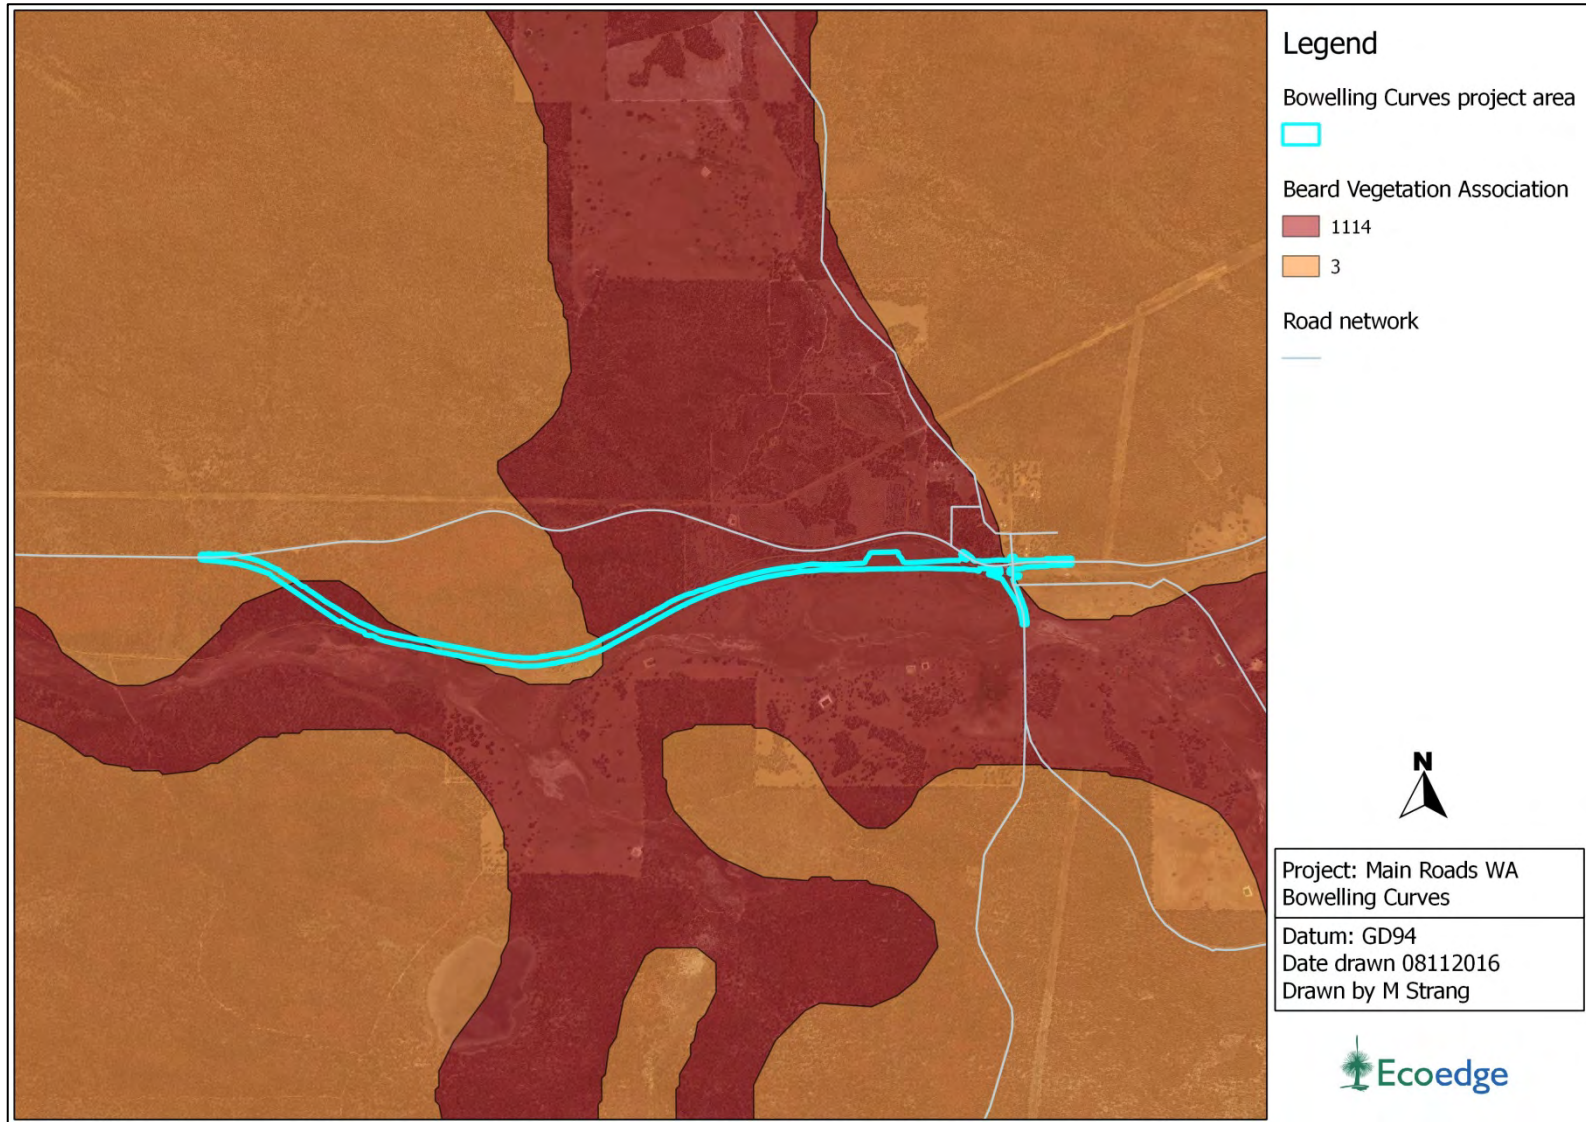 Legend
Bowelling Curves project area
Beard Vegetation Association
1114
3
Road network
N
Project: Main Roads WA
Bowelling Curves
Datum: GD94
Date drawn 08112016
Drawn by M Strang
Ecoedge